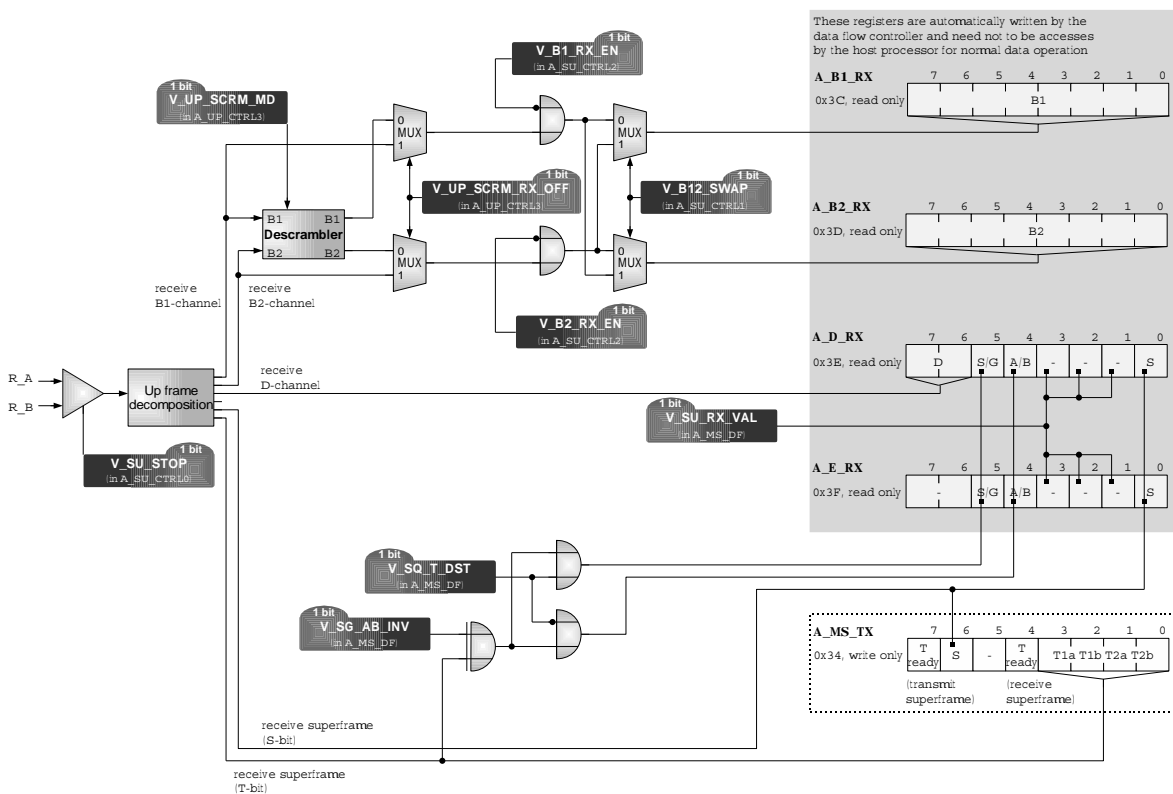 These registers are automatically written by the
data flow controller and need not to be accesses
by the host processor for normal data operation
1 bit
V_B1_RX_EN
(in A_SU_CTRL2)
A_B1_RX
7 6 5 4 3 2 1 0
0x3C, read only
B1
1 bit
V_UP_SCRM_MD
(in A_UP_CTRL3)
0
MUX
1
0
MUX
1
1 bit
V_UP_SCRM_RX_OFF
(in A_UP_CTRL3)
1 bit
V_B12_SWAP
(in A_SU_CTRL1)
A_B2_RX
7 6 5 4 3 2 1 0
0x3D, read only
B2
B1 B1
Descrambler
B2 B2
0
MUX
1
0
MUX
1
receive
B1-channel
receive
B2-channel
1 bit
V_B2_RX_EN
(in A_SU_CTRL2)
A_D_RX
7 6 5 4 3 2 1 0
0x3E, read only
D S/G A/B - - - S
R_A
R_B
Up frame
decomposition
receive
D-channel
1 bit
V_SU_RX_VAL
(in A_MS_DF)
1 bit
V_SU_STOP
(in A_SU_CTRL0)
A_E_RX
7 6 5 4 3 2 1 0
0x3F, read only
- S/G A/B - - - S
1 bit
V_SQ_T_DST
(in A_MS_DF)
1 bit
V_SG_AB_INV
(in A_MS_DF)
A_MS_TX
7 6 5 4 3 2 1 0
0x34, write only
T
ready
S - T
ready
T1a T1b T2a T2b
(transmit
superframe)
(receive
superframe)
receive superframe
(S-bit)
receive superframe
(T-bit)